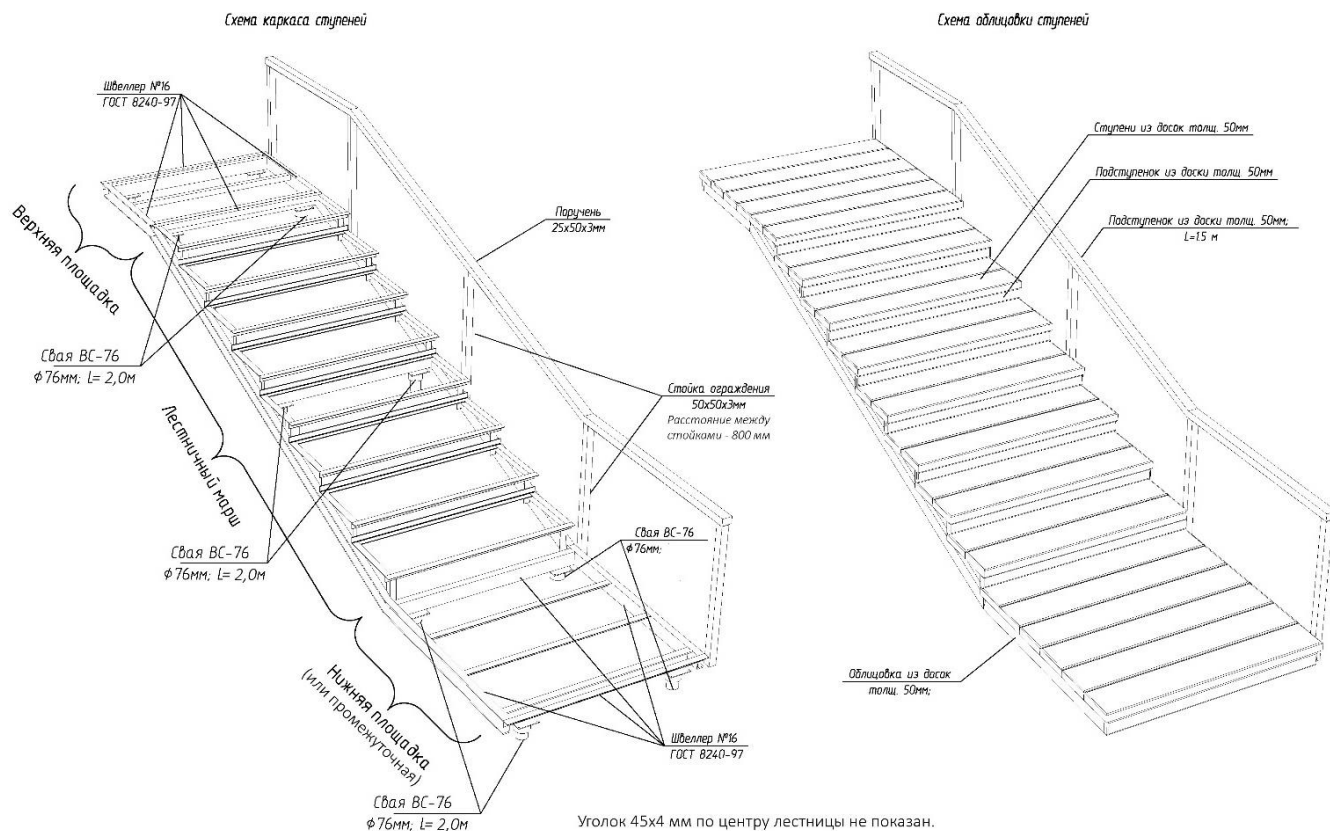 Схема каркаса ступеней
Схема облицовки ступеней
Швеллер №16
ГОСТ 8240-97
Верхняя площадка
Свая ВС-76
ф76мм; L= 2,0м
Лестничный марш
Свая ВС-76
ф76мм; L= 2,0м
Нижняя площадка
(или промежуточная)
Свая ВС-76
ф76мм; L= 2,0м
Поручень
25х50х3мм
Стойка ограждения
50х50х3мм
Расстояние между
стойками - 800 мм
Свая ВС-76
ф76мм;
Швеллер №16
ГОСТ 8240-97
Ступени из досок толщ. 50мм
Подступенок из доски толщ. 50мм
Подступенок из доски толщ. 50мм;
L=1.5 м
Облицовка из досок
толщ. 50мм;
Уголок 45х4 мм по центру лестницы не показан.